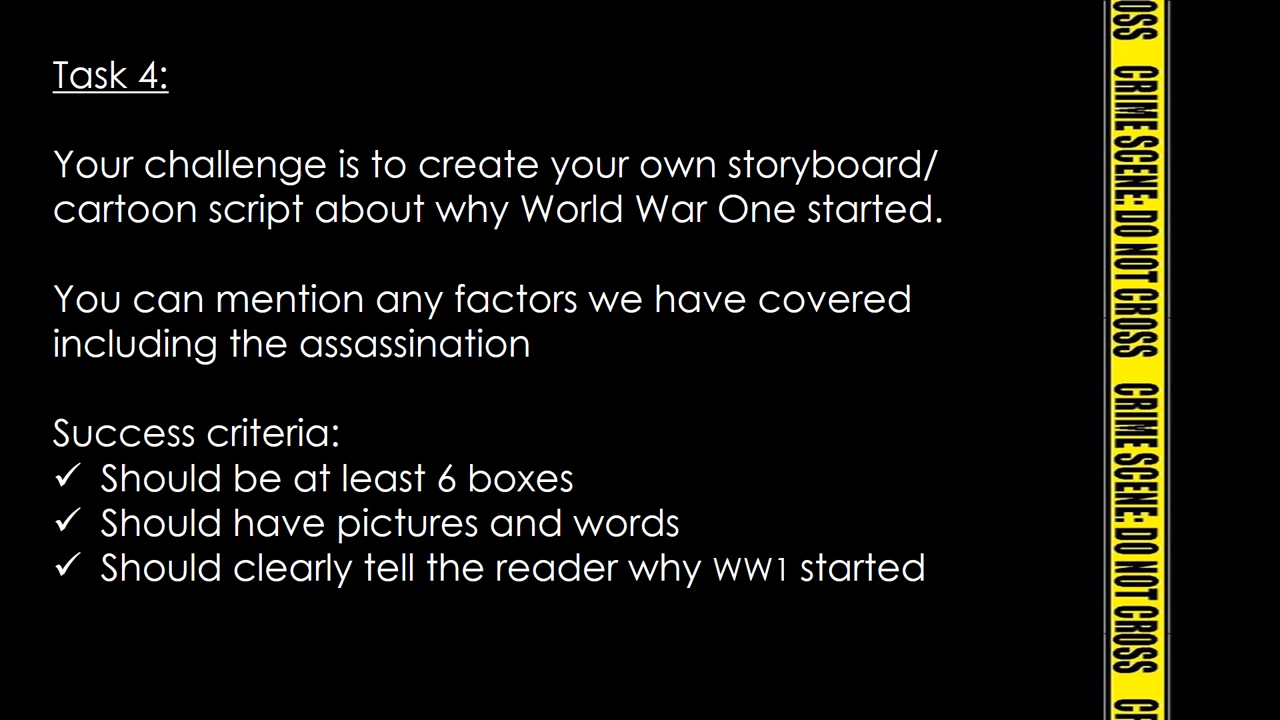 Task 4:
Your challenge is to create your own storyboard/
cartoon script about why World War One started.
You can mention any factors we have covered
including the assassination
Success criteria:
✓ Should be at least 6 boxes
✓ Should have pictures and words
✓ Should clearly tell the reader why WW1 started
OSS CRIME SCENE: DO NOT CROSS CRIME SCENE: DO NOT CROSS CR